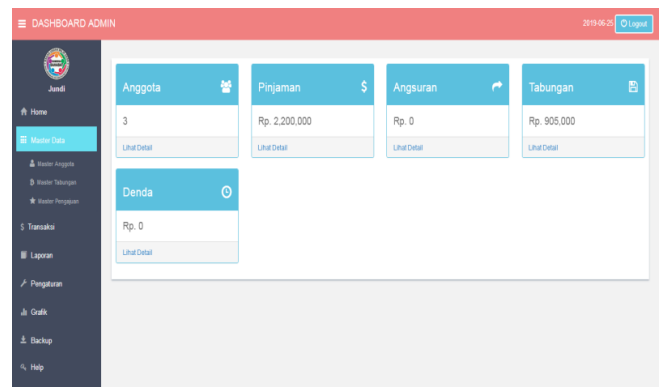 DASHBOARD ADMIN
2019-06-25 Logout
Jundi
Home
Master Data
Master Anggota
Master Tabungan
Master Pengajuan
Transaksi
Laporan
Pengaturan
Grafik
Backup
Help
Anggota
3
Lihat Detail
Pinjaman
Rp. 2,200,000
Lihat Detail
Angsuran
Rp. 0
Lihat Detail
Tabungan
Rp. 905,000
Lihat Detail
Denda
Rp. 0
Lihat Detail